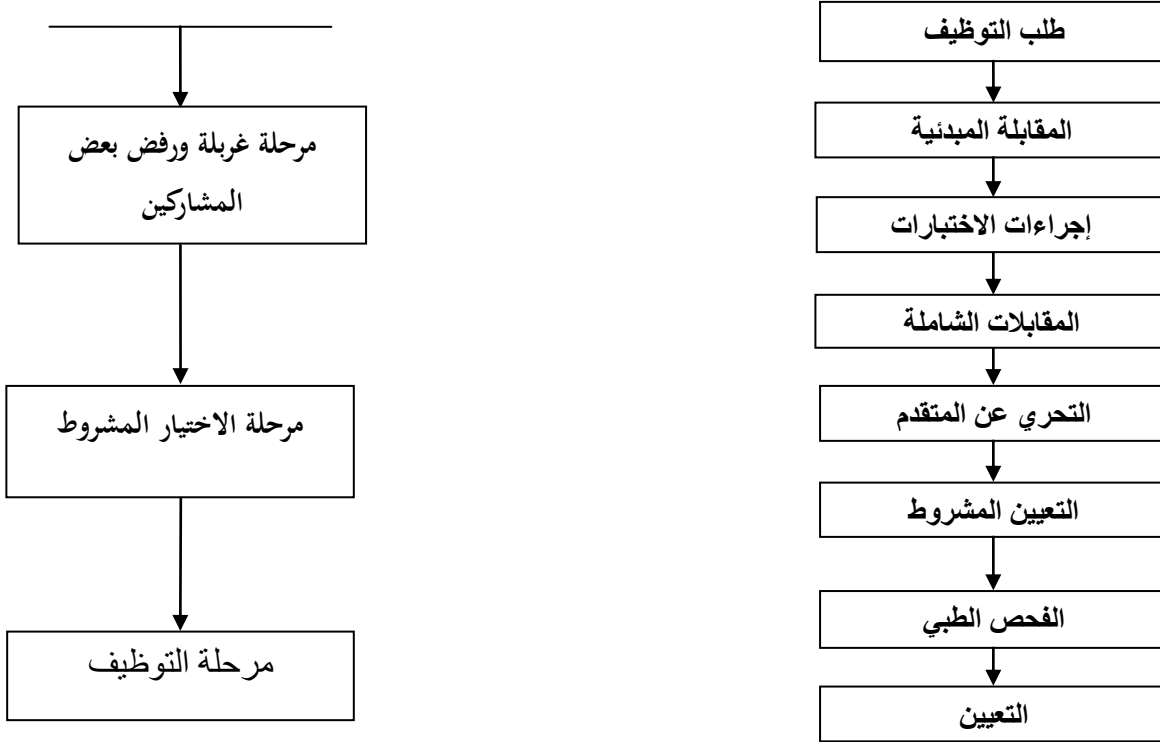 طلب التوظيف
المقابلة المبدئية
إجراءات الاختبارات
المقابلات الشاملة
التحري عن المتقدم
التعيين المشروط
الفحص الطبي
التعيين
مرحلة غربلة ورفض بعض
المشاركين
مرحلة الاختيار المشروط
مرحلة التوظيف